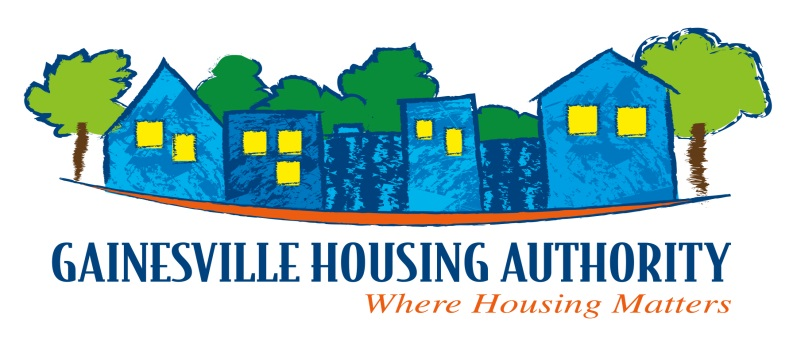 GAINESVILLE HOUSING AUTHORITY
Where Housing Matters